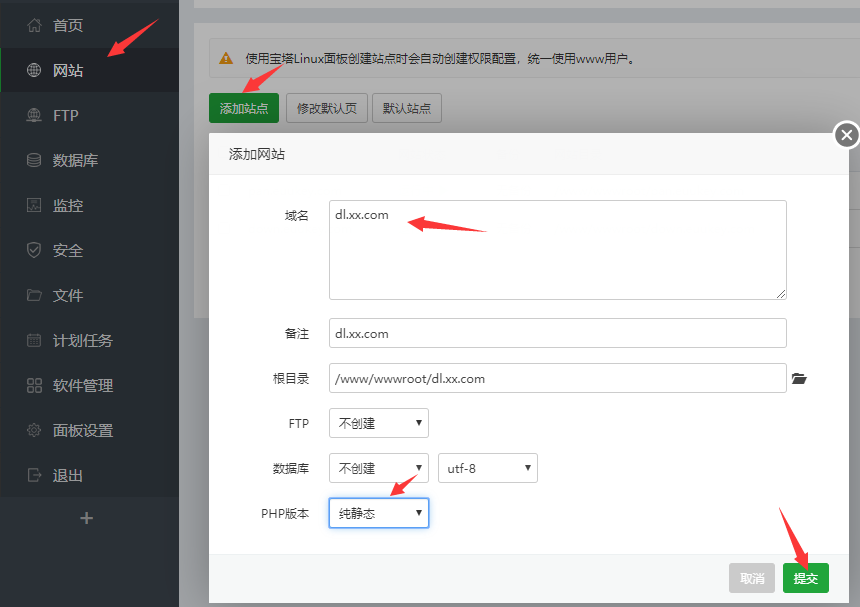 首页
网站
FTP
数据库
监控
安全
文件
计划任务
软件管理
面板设置
退出
使用宝塔Linux面板创建站点时会自动创建权限配置，统一使用www用户。
添加站点 修改默认页 默认站点
添加网站
域名 dl.xx.com
备注 dl.xx.com
根目录 /www/wwwroot/dl.xx.com
FTP 不创建
数据库 不创建 utf-8
PHP版本 纯静态
取消 提交